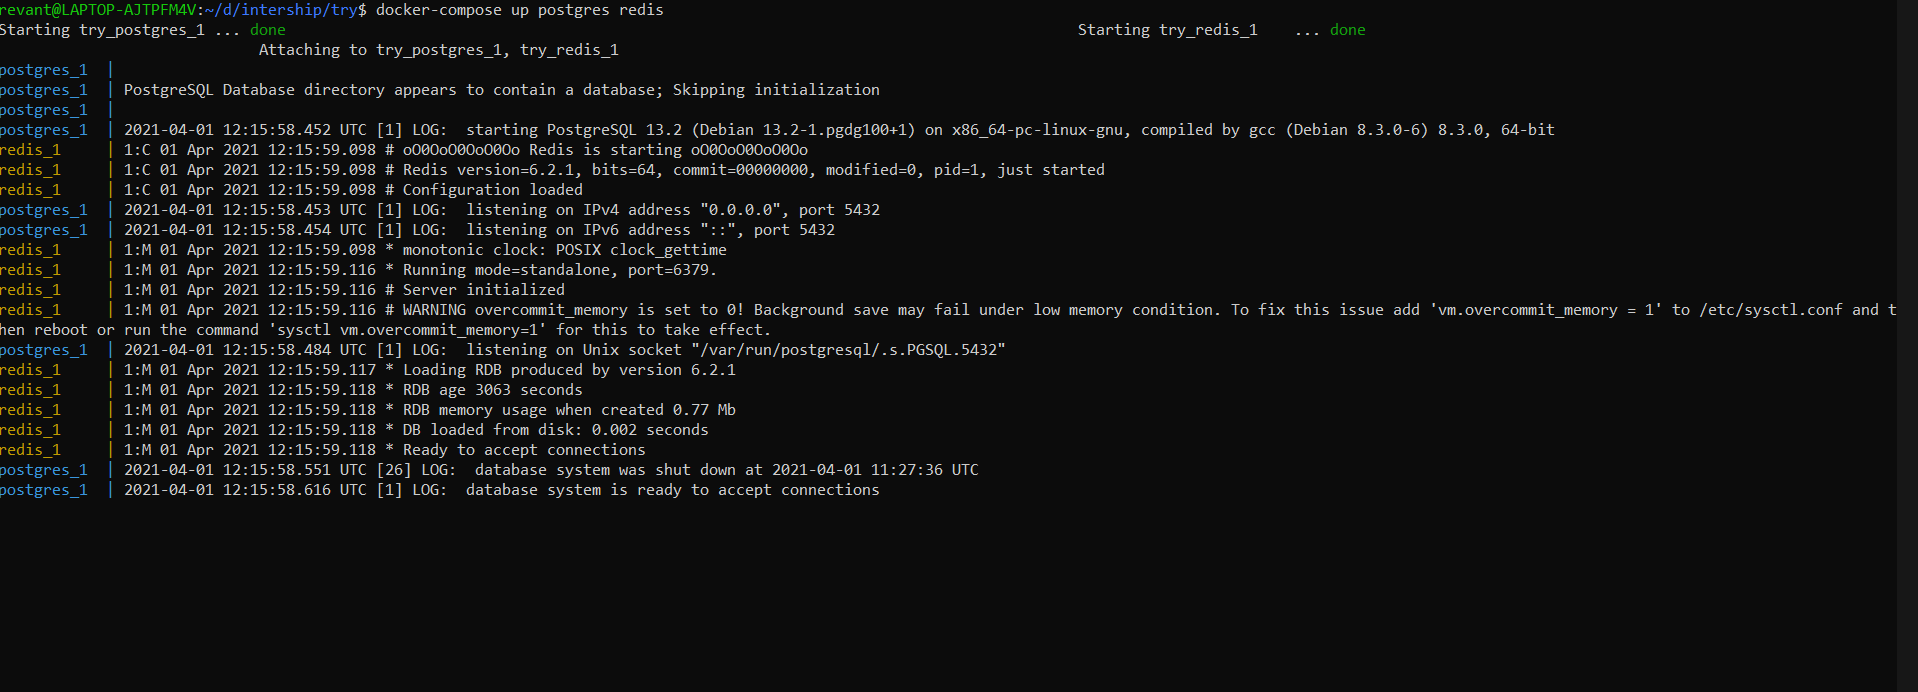 revant@LAPTOP-AJTPFM4V:~/d/intership/try$ docker-compose up postgres redis
Starting try_postgres_1 ... done                                                                                        Starting try_redis_1    ... done
                             Attaching to try_postgres_1, try_redis_1
postgres_1  |
postgres_1  | PostgreSQL Database directory appears to contain a database; Skipping initialization
postgres_1  |
postgres_1  | 2021-04-01 12:15:58.452 UTC [1] LOG:  starting PostgreSQL 13.2 (Debian 13.2-1.pgdg100+1) on x86_64-pc-linux-gnu, compiled by gcc (Debian 8.3.0-6) 8.3.0, 64-bit
redis_1     | 1:C 01 Apr 2021 12:15:59.098 # oO0OoO0OoO0Oo Redis is starting oO0OoO0OoO0Oo
redis_1     | 1:C 01 Apr 2021 12:15:59.098 # Redis version=6.2.1, bits=64, commit=00000000, modified=0, pid=1, just started
redis_1     | 1:C 01 Apr 2021 12:15:59.098 # Configuration loaded
postgres_1  | 2021-04-01 12:15:58.453 UTC [1] LOG:  listening on IPv4 address "0.0.0.0", port 5432
postgres_1  | 2021-04-01 12:15:58.454 UTC [1] LOG:  listening on IPv6 address "::", port 5432
redis_1     | 1:M 01 Apr 2021 12:15:59.098 * monotonic clock: POSIX clock_gettime
redis_1     | 1:M 01 Apr 2021 12:15:59.116 * Running mode=standalone, port=6379.
redis_1     | 1:M 01 Apr 2021 12:15:59.116 # Server initialized
redis_1     | 1:M 01 Apr 2021 12:15:59.116 # WARNING overcommit_memory is set to 0! Background save may fail under low memory condition. To fix this issue add 'vm.overcommit_memory = 1' to /etc/sysctl.conf and t
hen reboot or run the command 'sysctl vm.overcommit_memory=1' for this to take effect.
postgres_1  | 2021-04-01 12:15:58.484 UTC [1] LOG:  listening on Unix socket "/var/run/postgresql/.s.PGSQL.5432"
redis_1     | 1:M 01 Apr 2021 12:15:59.117 * Loading RDB produced by version 6.2.1
redis_1     | 1:M 01 Apr 2021 12:15:59.118 * RDB age 3063 seconds
redis_1     | 1:M 01 Apr 2021 12:15:59.118 * RDB memory usage when created 0.77 Mb
redis_1     | 1:M 01 Apr 2021 12:15:59.118 * DB loaded from disk: 0.002 seconds
redis_1     | 1:M 01 Apr 2021 12:15:59.118 * Ready to accept connections
postgres_1  | 2021-04-01 12:15:58.551 UTC [26] LOG:  database system was shut down at 2021-04-01 11:27:36 UTC
postgres_1  | 2021-04-01 12:15:58.616 UTC [1] LOG:  database system is ready to accept connections